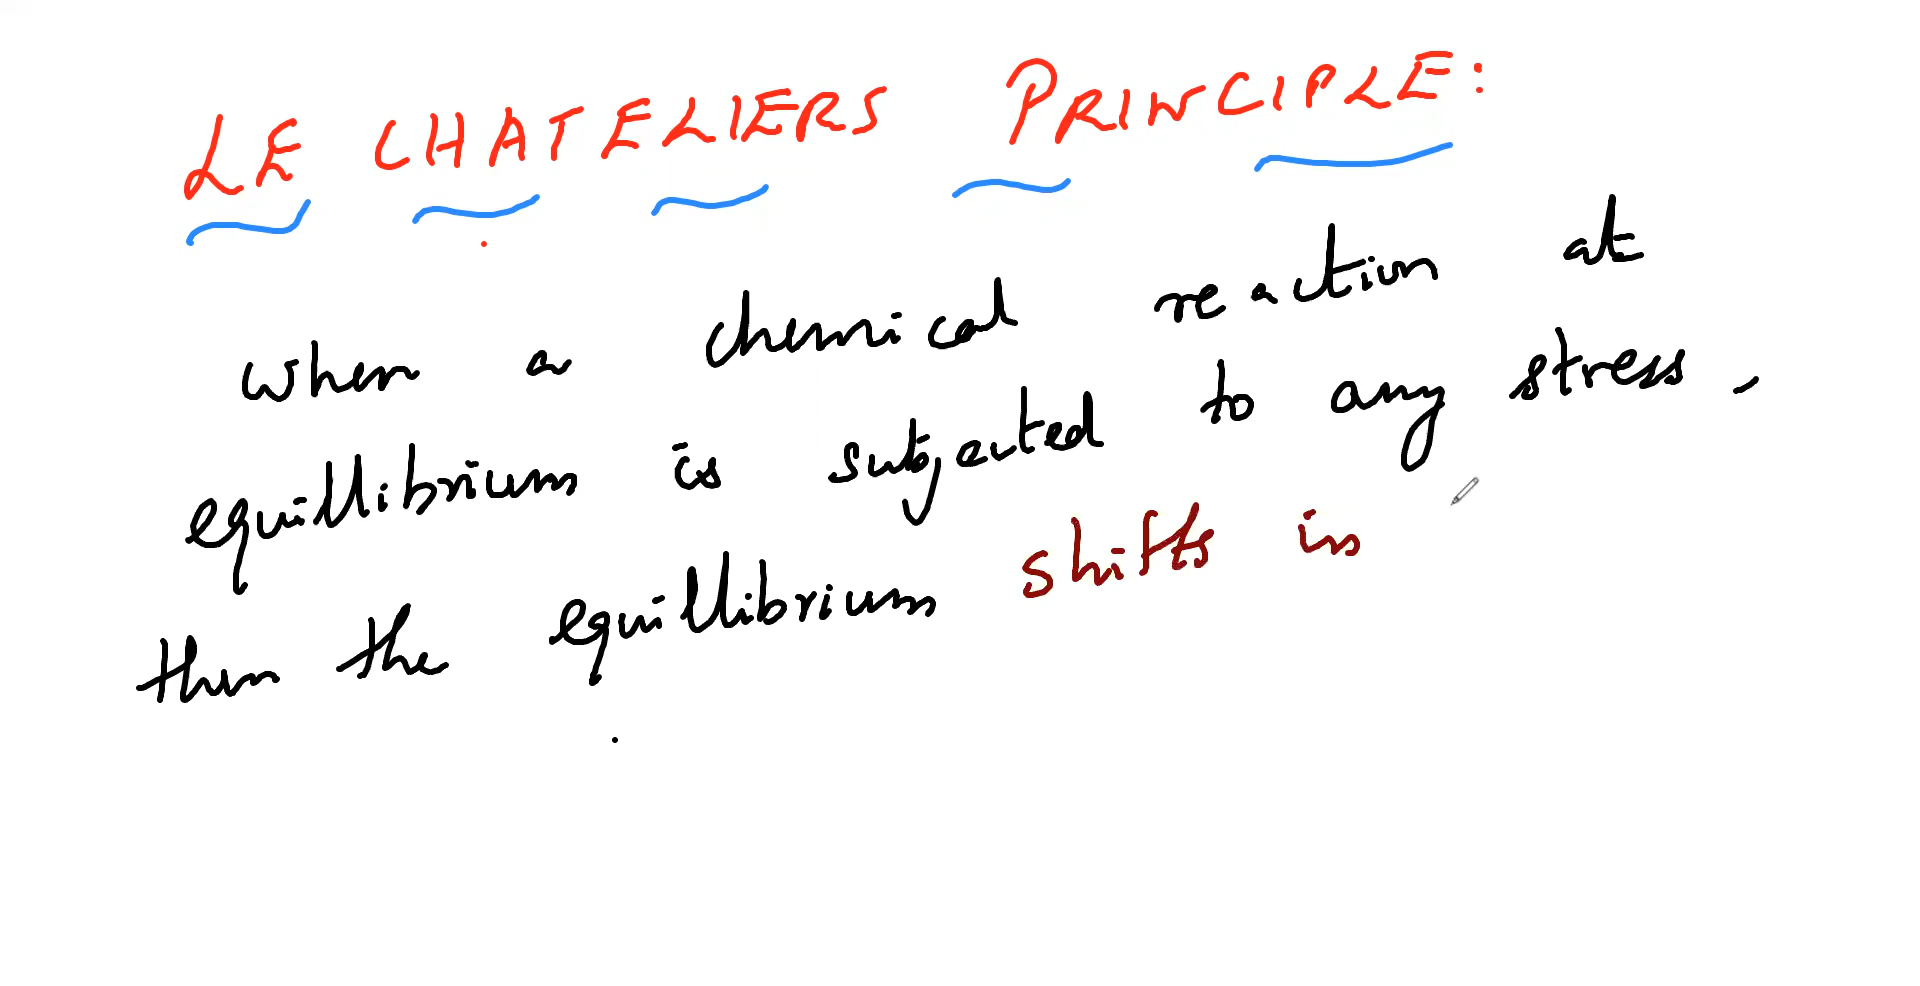 LE CHATELIERS PRINCIPLE:
when a chemical reaction at
equillibrium is subjected to any stress,
then the equillibrium shifts in